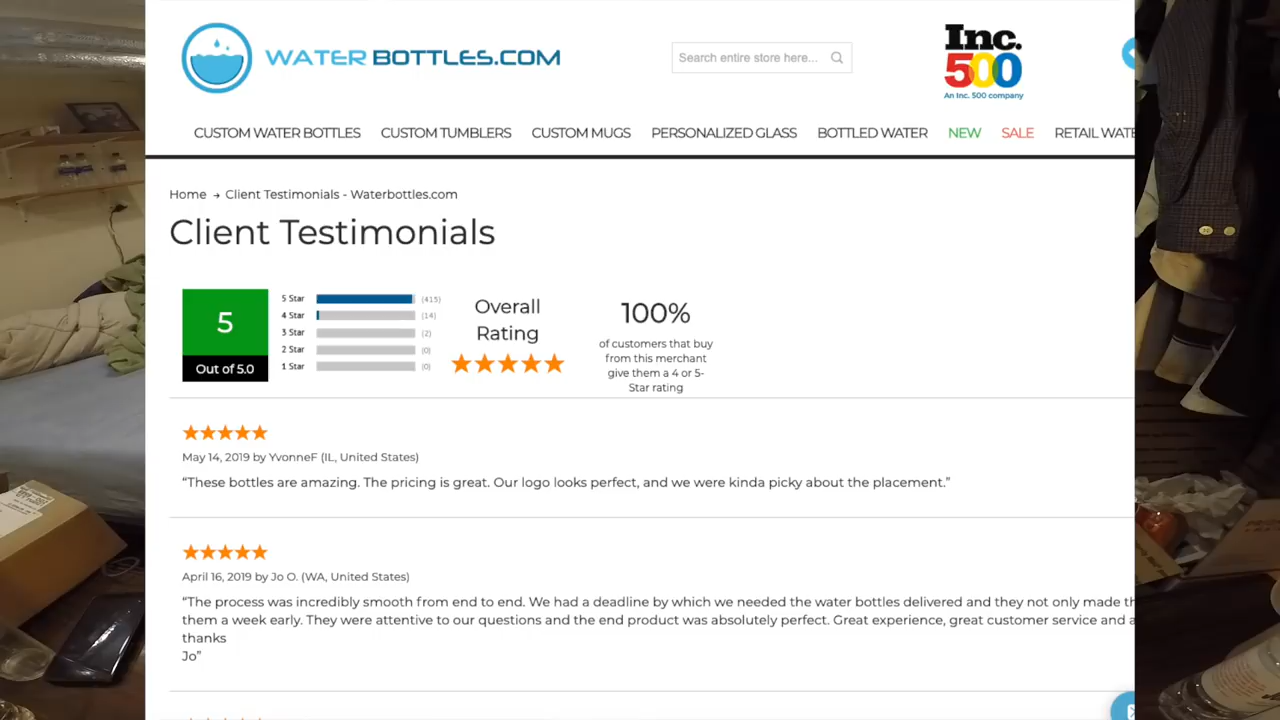 WATERBOTTLES.COM
Search entire store here...
Inc.
500
An Inc. 500 company
CUSTOM WATER BOTTLES CUSTOM TUMBLERS CUSTOM MUGS PERSONALIZED GLASS BOTTLED WATER NEW SALE RETAIL WATE
Home → Client Testimonials - Waterbottles.com
Client Testimonials
5
Out of 5.0
5 Star (415)
4 Star (14)
3 Star (2)
2 Star (0)
1 Star (0)
Overall
Rating
100%
of customers that buy
from this merchant
give them a 4 or 5-
Star rating
May 14, 2019 by YvonneF (IL, United States)
“These bottles are amazing. The pricing is great. Our logo looks perfect, and we were kinda picky about the placement.”
April 16, 2019 by Jo O. (WA, United States)
“The process was incredibly smooth from end to end. We had a deadline by which we needed the water bottles delivered and they not only made th
them a week early. They were attentive to our questions and the end product was absolutely perfect. Great experience, great customer service and a
thanks
Jo”